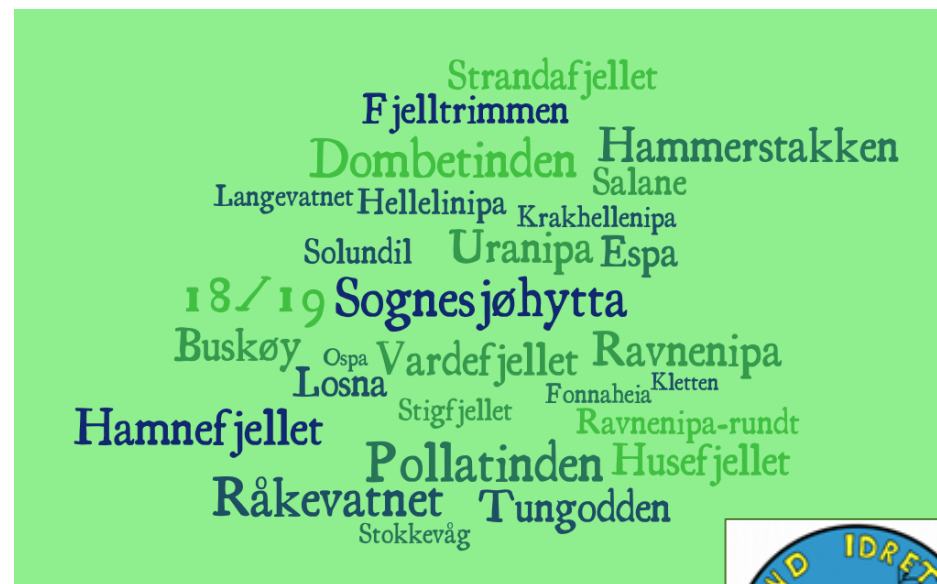 Strandafjellet
Fjelltrimmen
Dombetinden Hammerstakken
Salane
Langevatnet Hellelinipa Krakhellenipa
Solundil Uranipa Espa
18/19 Sognesjøhytta
Buskøy Ospa Vardefjellet Ravnenipa
Losna Fonnaheia Kletten
Hamnefjellet Stigfjellet Ravnenipa-rundt
Pollatinden Husefjellet
Råkevatnet Tungodden
Stokkevåg